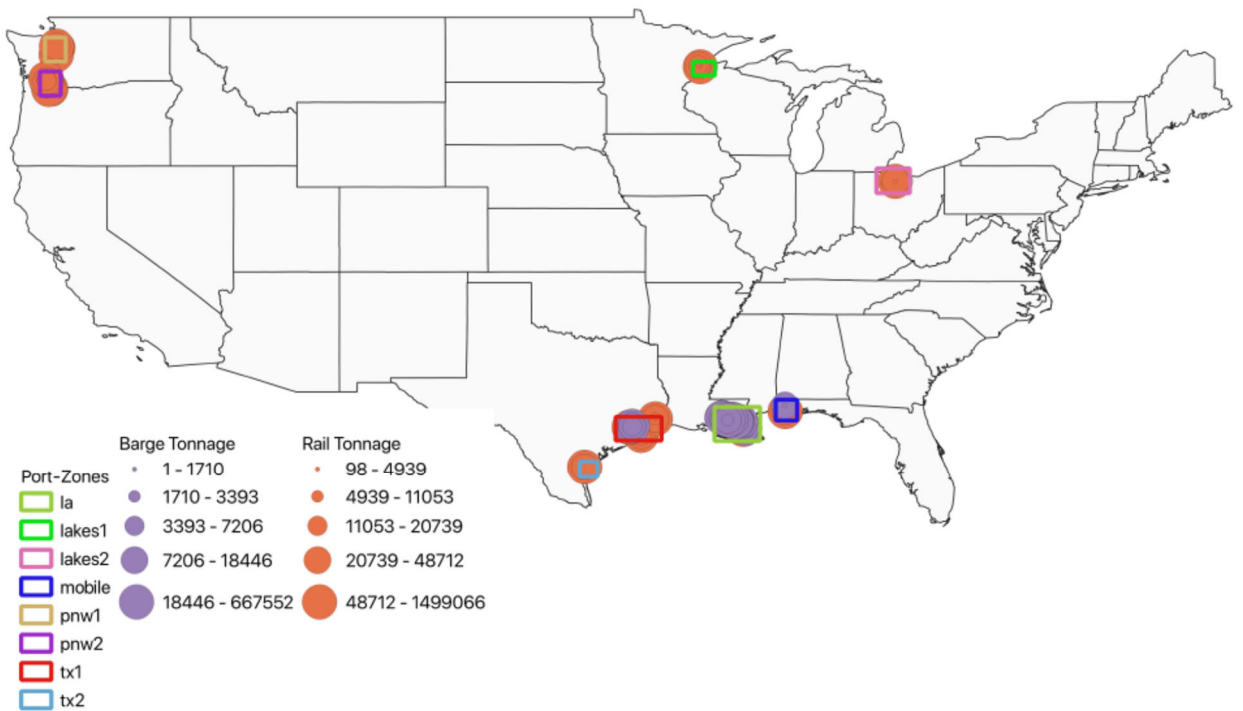 Port-Zones
la
lakes1
lakes2
mobile
pnw1
pnw2
tx1
tx2
Barge Tonnage
1 - 1710
1710 - 3393
3393 - 7206
7206 - 18446
18446 - 667552
Rail Tonnage
98 - 4939
4939 - 11053
11053 - 20739
20739 - 48712
48712 - 1499066